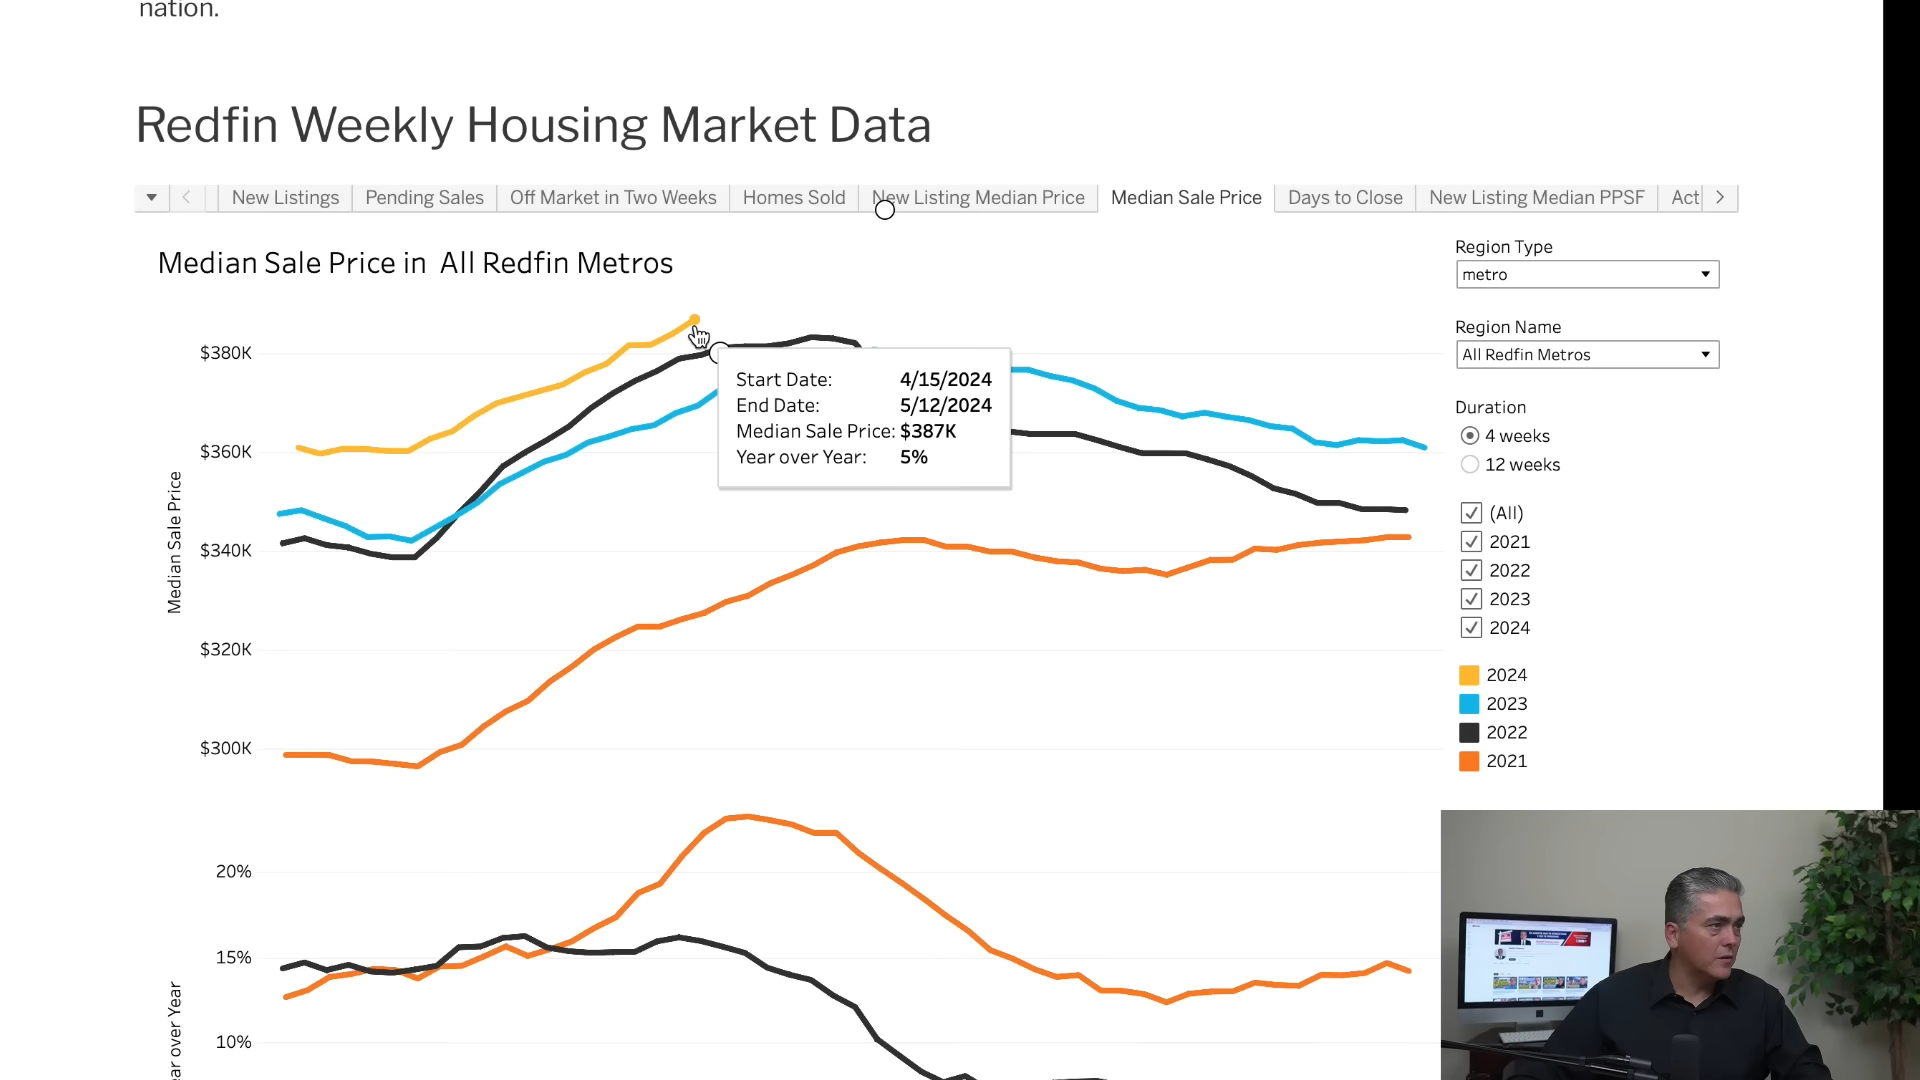 nation.
Redfin Weekly Housing Market Data
New Listings Pending Sales Off Market in Two Weeks Homes Sold New Listing Median Price Median Sale Price Days to Close New Listing Median PPSF Act
Median Sale Price in All Redfin Metros
Region Type
metro
Region Name
All Redfin Metros
Duration
4 weeks
12 weeks
(All)
2021
2022
2023
2024
2024
2023
2022
2021
Median Sale Price
$380K
$360K
$340K
$320K
$300K
Start Date: 4/15/2024
End Date: 5/12/2024
Median Sale Price: $387K
Year over Year: 5%
ear over Year
20%
15%
10%